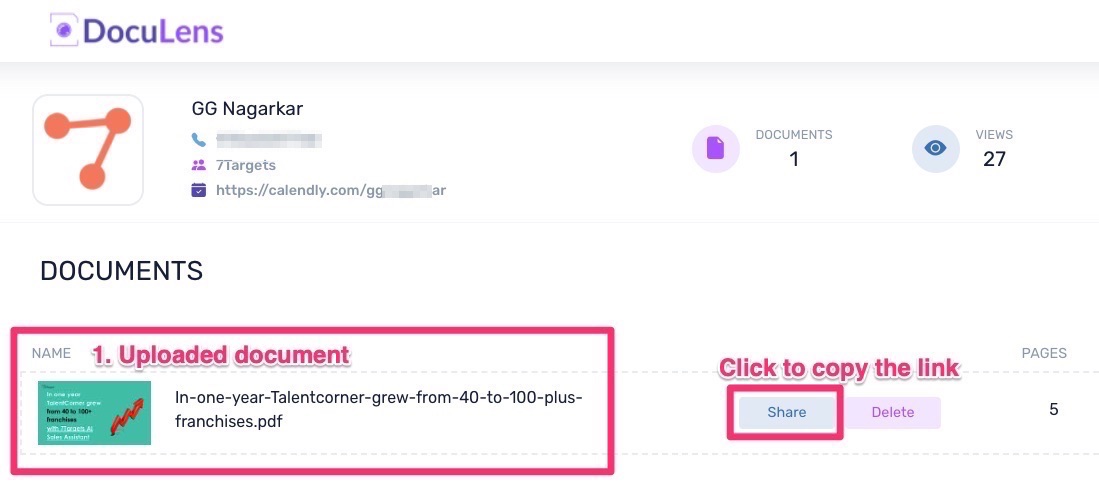 DocuLens
GG Nagarkar
7Targets
https://calendly.com/gg ar
DOCUMENTS
1
VIEWS
27
DOCUMENTS
NAME
1. Uploaded document
Click to copy the link
PAGES
In one year
TalentCorner grew
from 40 to 100+
franchises
with 7Targets AI
Sales Assistant
In-one-year-Talentcorner-grew-from-40-to-100-plus-
franchises.pdf
Share
Delete
5